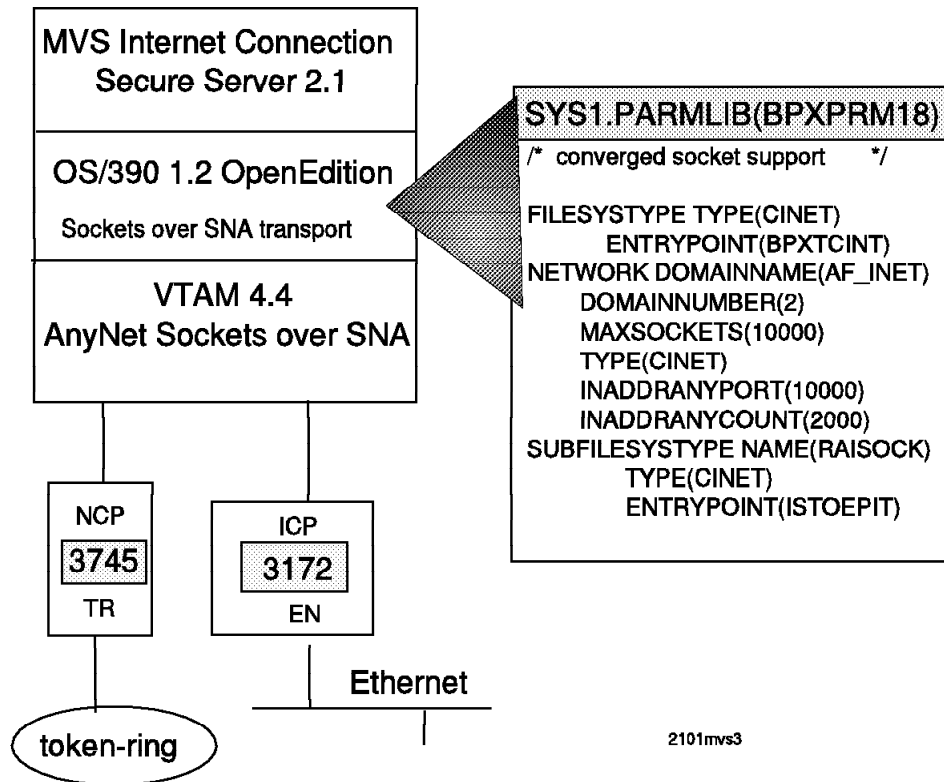 MVS Internet Connection
Secure Server 2.1
OS/390 1.2 OpenEdition
Sockets over SNA transport
VTAM 4.4
AnyNet Sockets over SNA
NCP
3745
TR
ICP
3172
EN
Ethernet
token-ring
SYS1.PARMLIB(BPXPRM18)
/* converged socket support */
FILESYSTYPE TYPE(CINET)
ENTRYPOINT(BPXTCINT)
NETWORK DOMAINNAME(AF_INET)
DOMAINNUMBER(2)
MAXSOCKETS(10000)
TYPE(CINET)
INADDRANYPORT(10000)
INADDRANYCOUNT(2000)
SUBFILESYSTYPE NAME(RAISOCK)
TYPE(CINET)
ENTRYPOINT(ISTOEPIT)
2101mvs3